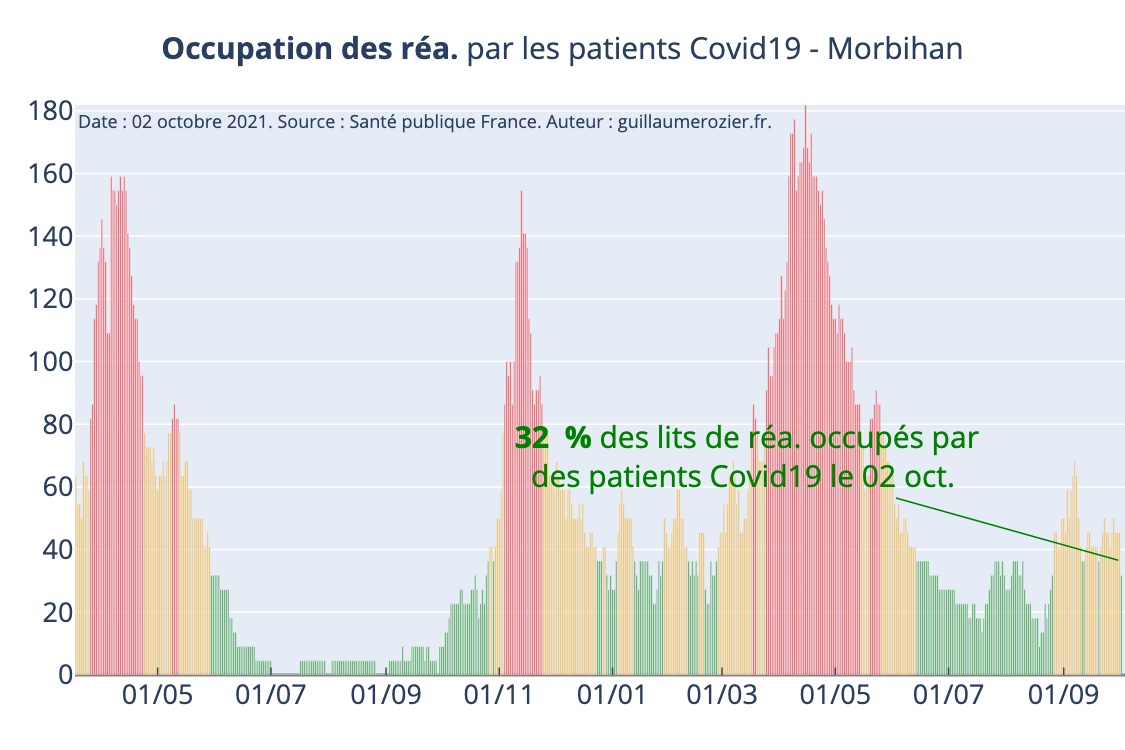 Occupation des réa. par les patients Covid19 - Morbihan
180
Date : 02 octobre 2021. Source : Santé publique France. Auteur : guillaumerozier.fr.
160
140
120
100
80
32 % des lits de réa. occupés par
des patients Covid19 le 02 oct.
60
40
20
0
01/05 01/07 01/09 01/11 01/01 01/03 01/05 01/07 01/09